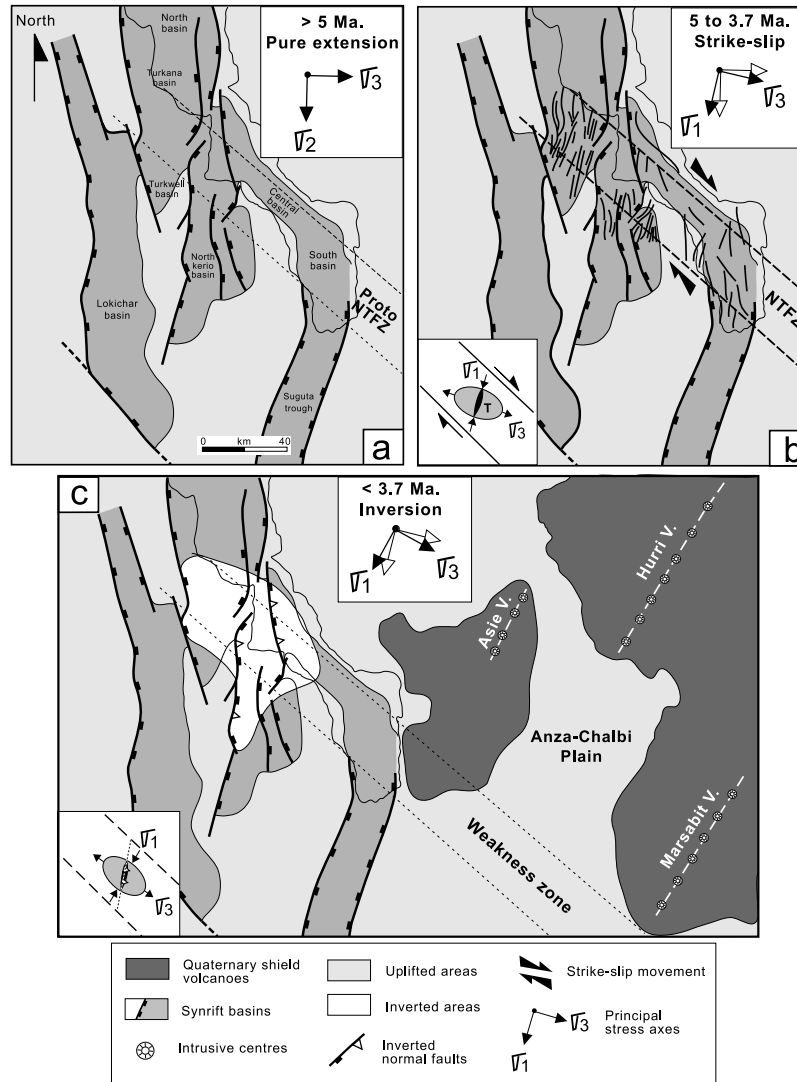 North
North
basin
> 5 Ma.
Pure extension
σ3
σ2
Turkana
basin
Turkwell
basin
Central
basin
North
kerio
basin
South
basin
Lokichar
basin
Proto
NTFZ
Suguta
trough
0 km 40
a
5 to 3.7 Ma.
Strike-slip
σ3
σ1
NTFZ
σ1
T
σ3
b
c
< 3.7 Ma.
Inversion
σ1
σ3
Hurri V.
Asie V.
Anza-Chalbi
Plain
Marsabit V.
Weakness zone
σ1
σ3
Quaternary shield
volcanoes
Uplifted areas
Strike-slip movement
Synrift basins
Inverted areas
σ3
Principal
stress axes
Intrusive centres
Inverted
normal faults
σ1